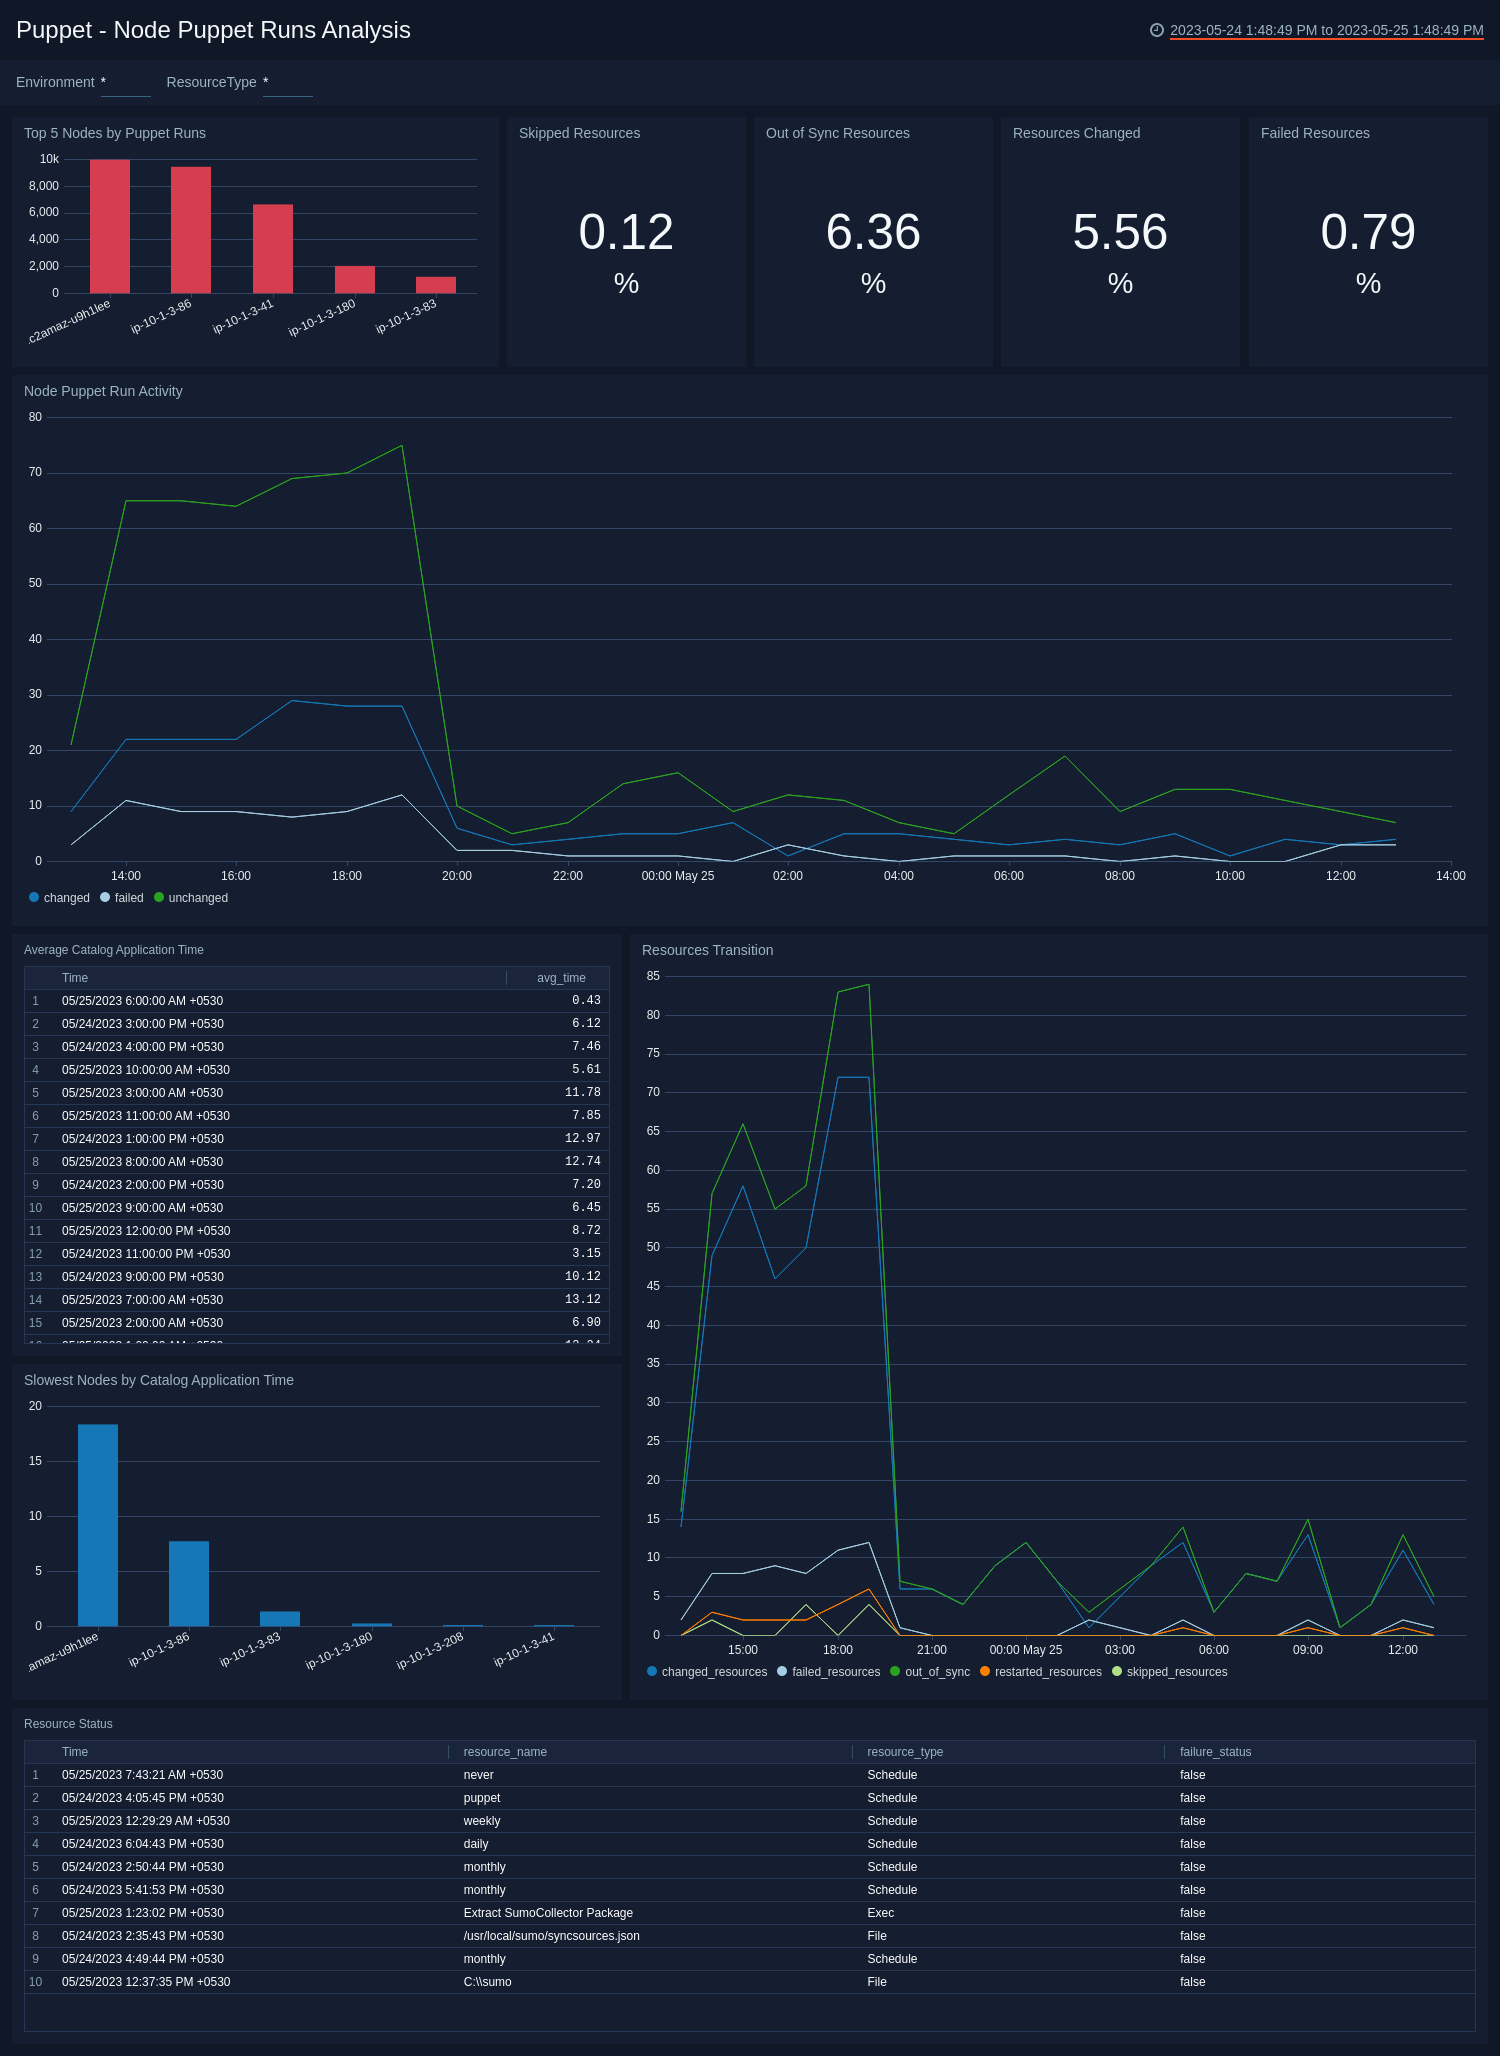 Puppet - Node Puppet Runs Analysis
2023-05-24 1:48:49 PM to 2023-05-25 1:48:49 PM
Environment * ResourceType *
Top 5 Nodes by Puppet Runs
10k
8,000
6,000
4,000
2,000
0
c2amaz-u9h1lee ip-10-1-3-86 ip-10-1-3-41 ip-10-1-3-180 ip-10-1-3-83
Skipped Resources
0.12
%
Out of Sync Resources
6.36
%
Resources Changed
5.56
%
Failed Resources
0.79
%
Node Puppet Run Activity
80
70
60
50
40
30
20
10
0
14:00 16:00 18:00 20:00 22:00 00:00 May 25 02:00 04:00 06:00 08:00 10:00 12:00 14:00
changed failed unchanged
Average Catalog Application Time
Time avg_time
1 05/25/2023 6:00:00 AM +0530 0.43
2 05/24/2023 3:00:00 PM +0530 6.12
3 05/24/2023 4:00:00 PM +0530 7.46
4 05/25/2023 10:00:00 AM +0530 5.61
5 05/25/2023 3:00:00 AM +0530 11.78
6 05/25/2023 11:00:00 AM +0530 7.85
7 05/24/2023 1:00:00 PM +0530 12.97
8 05/25/2023 8:00:00 AM +0530 12.74
9 05/24/2023 2:00:00 PM +0530 7.20
10 05/25/2023 9:00:00 AM +0530 6.45
11 05/25/2023 12:00:00 PM +0530 8.72
12 05/24/2023 11:00:00 PM +0530 3.15
13 05/24/2023 9:00:00 PM +0530 10.12
14 05/25/2023 7:00:00 AM +0530 13.12
15 05/25/2023 2:00:00 AM +0530 6.90
Slowest Nodes by Catalog Application Time
20
15
10
5
0
amaz-u9h1lee ip-10-1-3-86 ip-10-1-3-83 ip-10-1-3-180 ip-10-1-3-208 ip-10-1-3-41
Resources Transition
85
80
75
70
65
60
55
50
45
40
35
30
25
20
15
10
5
0
15:00 18:00 21:00 00:00 May 25 03:00 06:00 09:00 12:00
changed_resources failed_resources out_of_sync restarted_resources skipped_resources
Resource Status
Time resource_name resource_type failure_status
1 05/25/2023 7:43:21 AM +0530 never Schedule false
2 05/24/2023 4:05:45 PM +0530 puppet Schedule false
3 05/25/2023 12:29:29 AM +0530 weekly Schedule false
4 05/24/2023 6:04:43 PM +0530 daily Schedule false
5 05/24/2023 2:50:44 PM +0530 monthly Schedule false
6 05/24/2023 5:41:53 PM +0530 monthly Schedule false
7 05/25/2023 1:23:02 PM +0530 Extract SumoCollector Package Exec false
8 05/24/2023 2:35:43 PM +0530 /usr/local/sumo/syncsources.json File false
9 05/24/2023 4:49:44 PM +0530 monthly Schedule false
10 05/25/2023 12:37:35 PM +0530 C:\\sumo File false